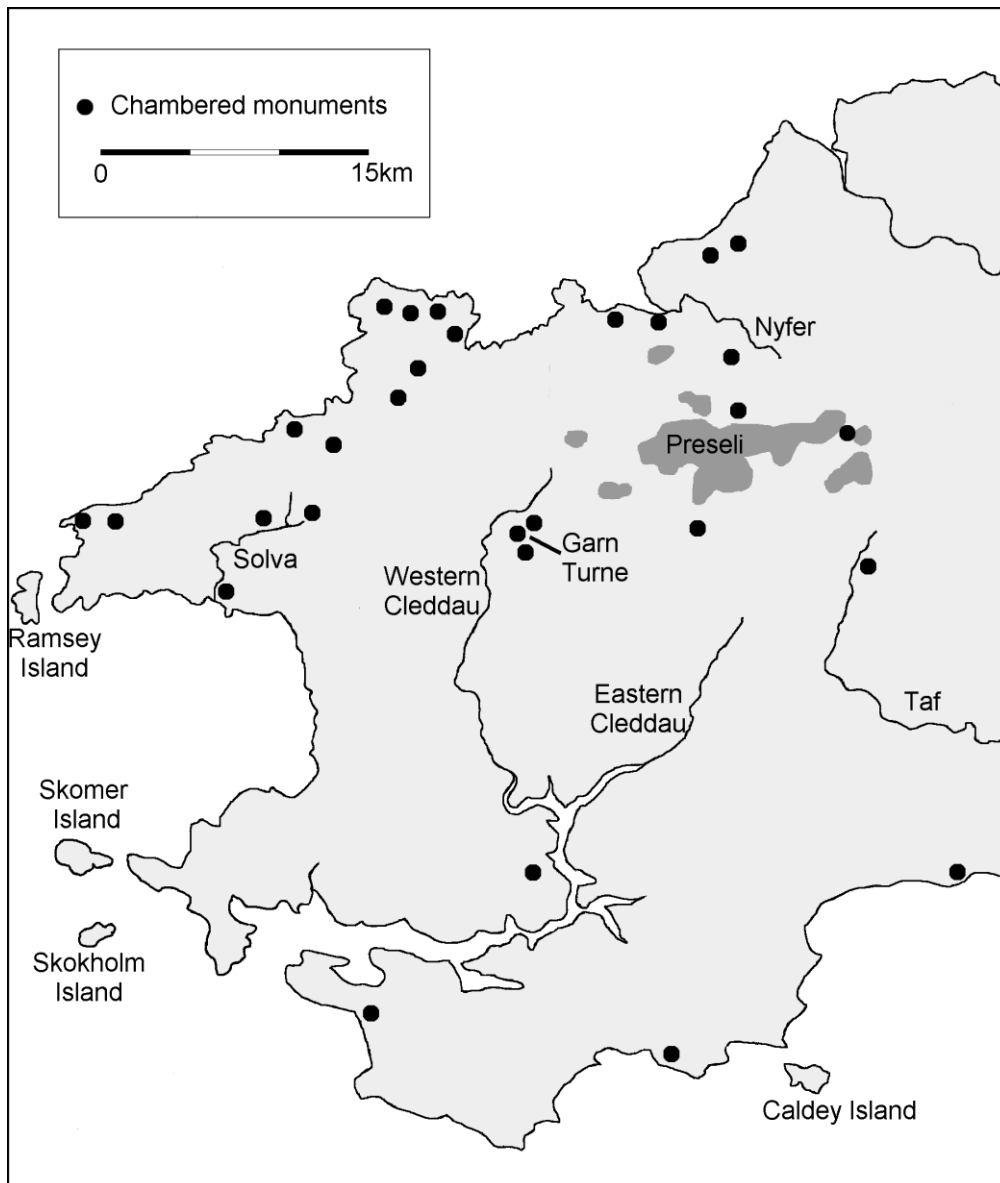 Chambered monuments
0 15km
Nyfer
Preseli
Garn
Turne
Solva
Western
Cleddau
Ramsey
Island
Eastern
Cleddau
Taf
Skomer
Island
Skokholm
Island
Caldey Island